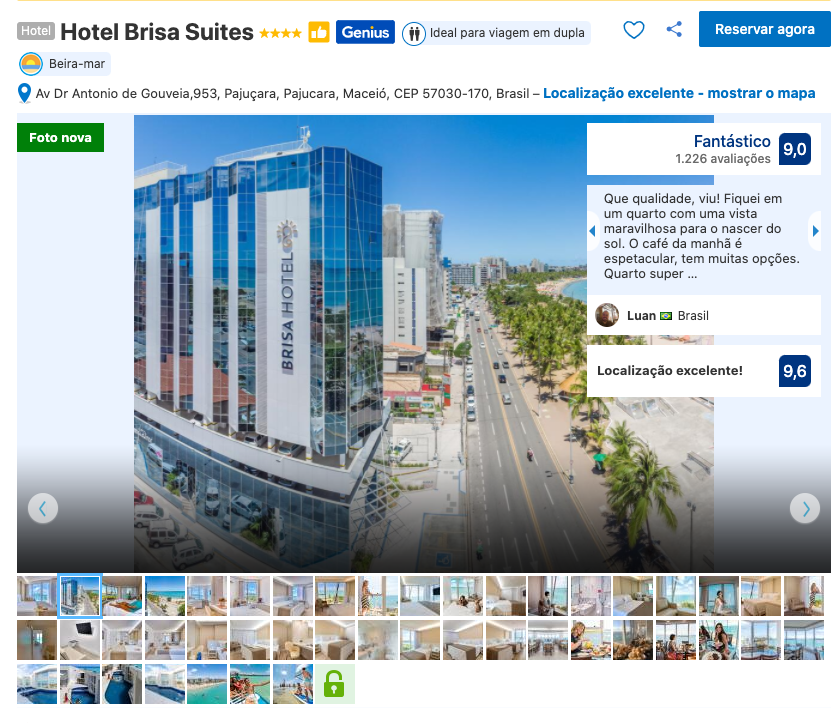 Hotel Hotel Brisa Suites Genius Ideal para viagem em dupla Reservar agora
Beira-mar
Av Dr Antonio de Gouveia,953, Pajuçara, Pajucara, Maceió, CEP 57030-170, Brasil – Localização excelente - mostrar o mapa
Foto nova
Fantástico 9,0
1.226 avaliações
Que qualidade, viu! Fiquei em
um quarto com uma vista
maravilhosa para o nascer do
sol. O café da manhã é
espetacular, tem muitas opções.
Quarto super ...
Luan Brasil
Localização excelente! 9,6
BRISA HOTEL